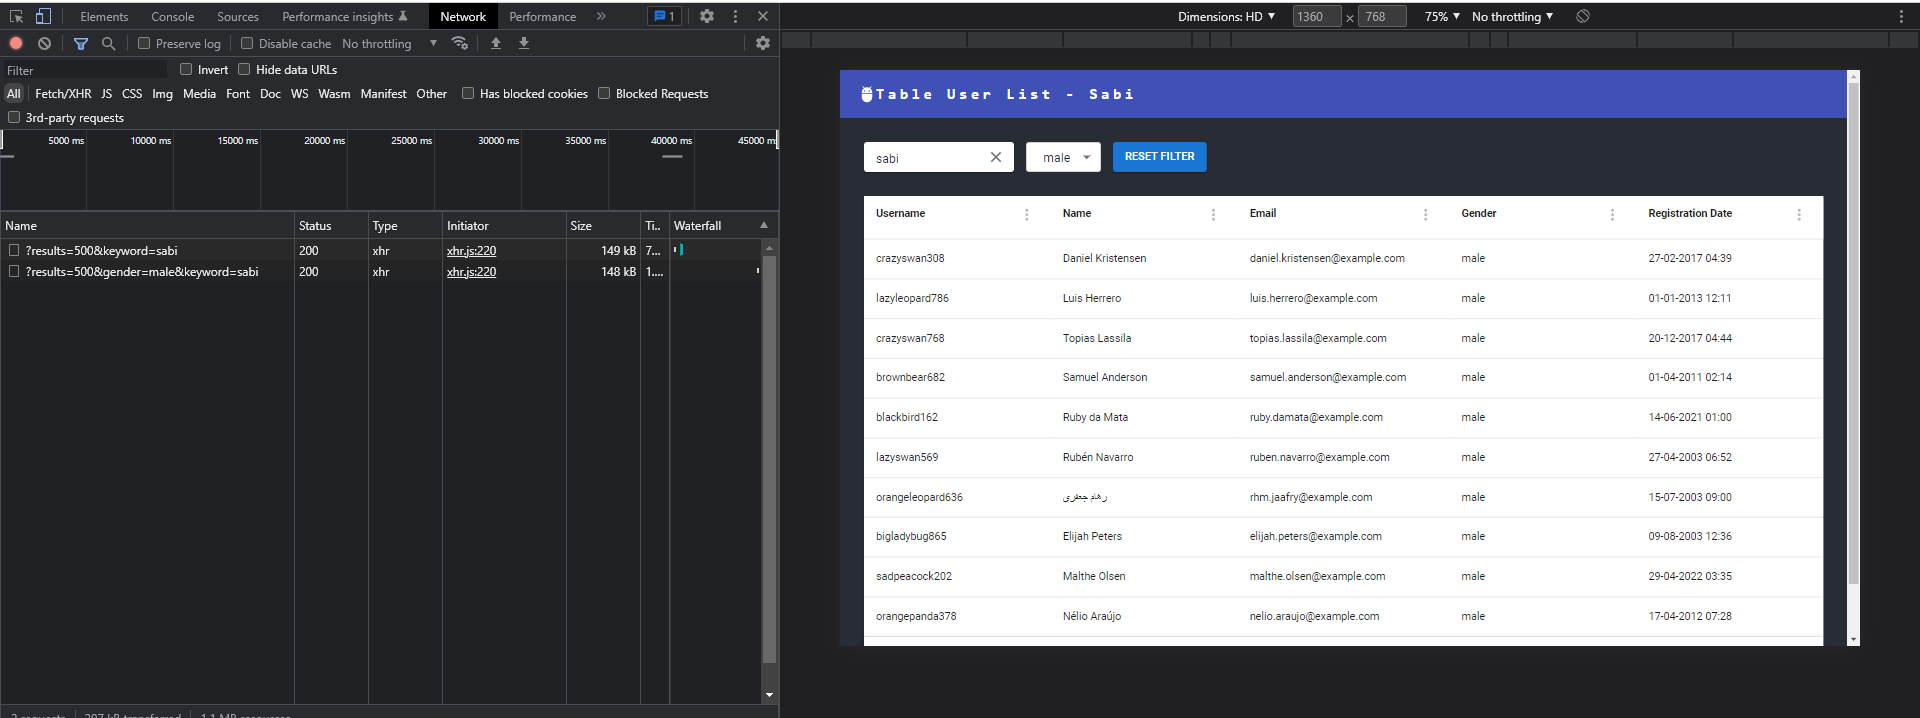 Elements Console Sources Performance insights Network Performance 1
Preserve log Disable cache No throttling
Filter Invert Hide data URLs
All Fetch/XHR JS CSS Img Media Font Doc WS Wasm Manifest Other Has blocked cookies Blocked Requests
3rd-party requests
5000 ms 10000 ms 15000 ms 20000 ms 25000 ms 30000 ms 35000 ms 40000 ms 45000 ms
Name Status Type Initiator Size Ti... Waterfall
?results=500&keyword=sabi 200 xhr xhr.js:220 149 kB 7...
?results=500&gender=male&keyword=sabi 200 xhr xhr.js:220 148 kB 1....
2 requests 297 kB transferred 1.1 MB resources
Dimensions: HD 1360 × 768 75% No throttling
Table User List - Sabi
sabi male RESET FILTER
Username Name Email Gender Registration Date
crazyswan308 Daniel Kristensen daniel.kristensen@example.com male 27-02-2017 04:39
lazyleopard786 Luis Herrero luis.herrero@example.com male 01-01-2013 12:11
crazyswan768 Topias Lassila topias.lassila@example.com male 20-12-2017 04:44
brownbear682 Samuel Anderson samuel.anderson@example.com male 01-04-2011 02:14
blackbird162 Ruby da Mata ruby.damata@example.com male 14-06-2021 01:00
lazyswan569 Rubén Navarro ruben.navarro@example.com male 27-04-2003 06:52
orangeleopard636 رهام جعفری rhm.jaafry@example.com male 15-07-2003 09:00
bigladybug865 Elijah Peters elijah.peters@example.com male 09-08-2003 12:36
sadpeacock202 Malthe Olsen malthe.olsen@example.com male 29-04-2022 03:35
orangepanda378 Nélio Araújo nelio.araujo@example.com male 17-04-2012 07:28